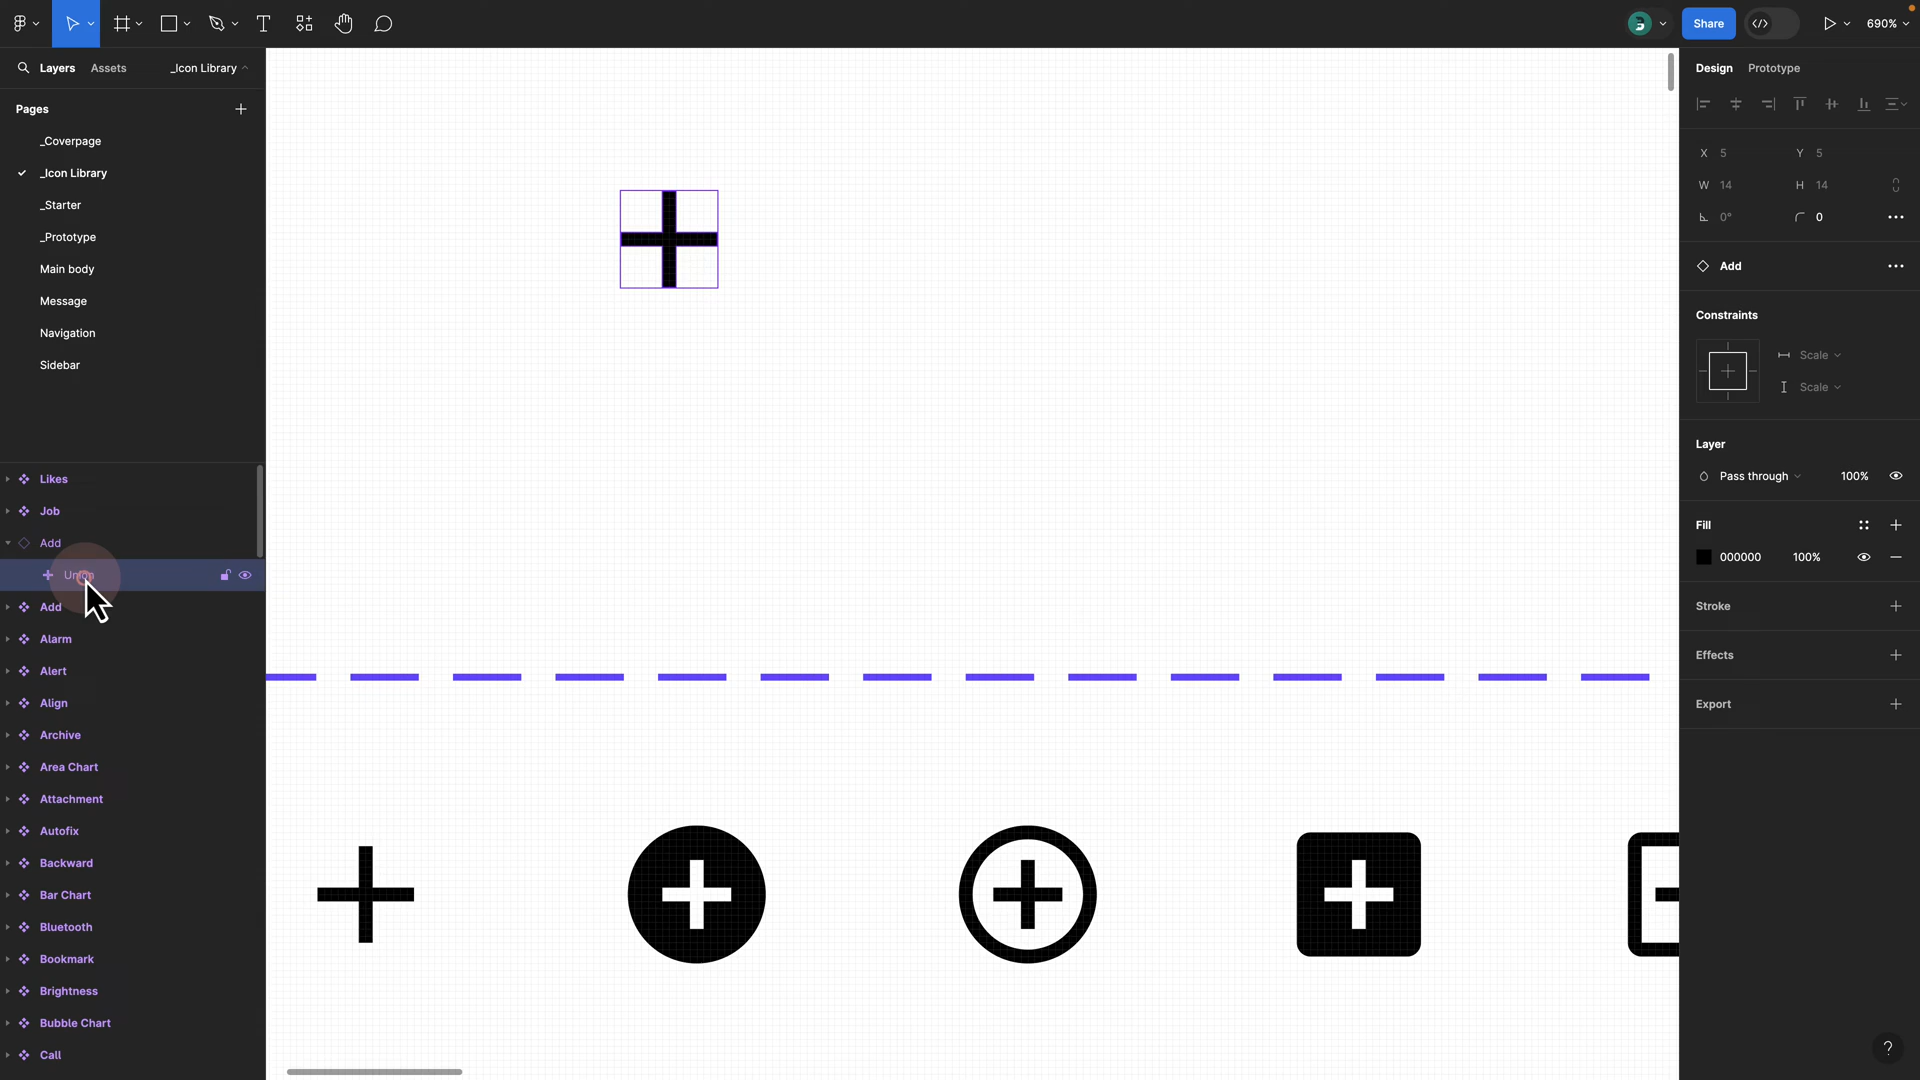 Share
690%
Layers
Assets
_Icon Library
Pages
_Coverpage
_Icon Library
_Starter
_Prototype
Main body
Message
Navigation
Sidebar
Likes
Job
Add
Union
Add
Alarm
Alert
Align
Archive
Area Chart
Attachment
Autofix
Backward
Bar Chart
Bluetooth
Bookmark
Brightness
Bubble Chart
Call
Design
Prototype
X 5
Y 5
W 14
H 14
0°
0
Add
Constraints
Scale
Scale
Layer
Pass through
100%
Fill
000000
100%
Stroke
Effects
Export
?